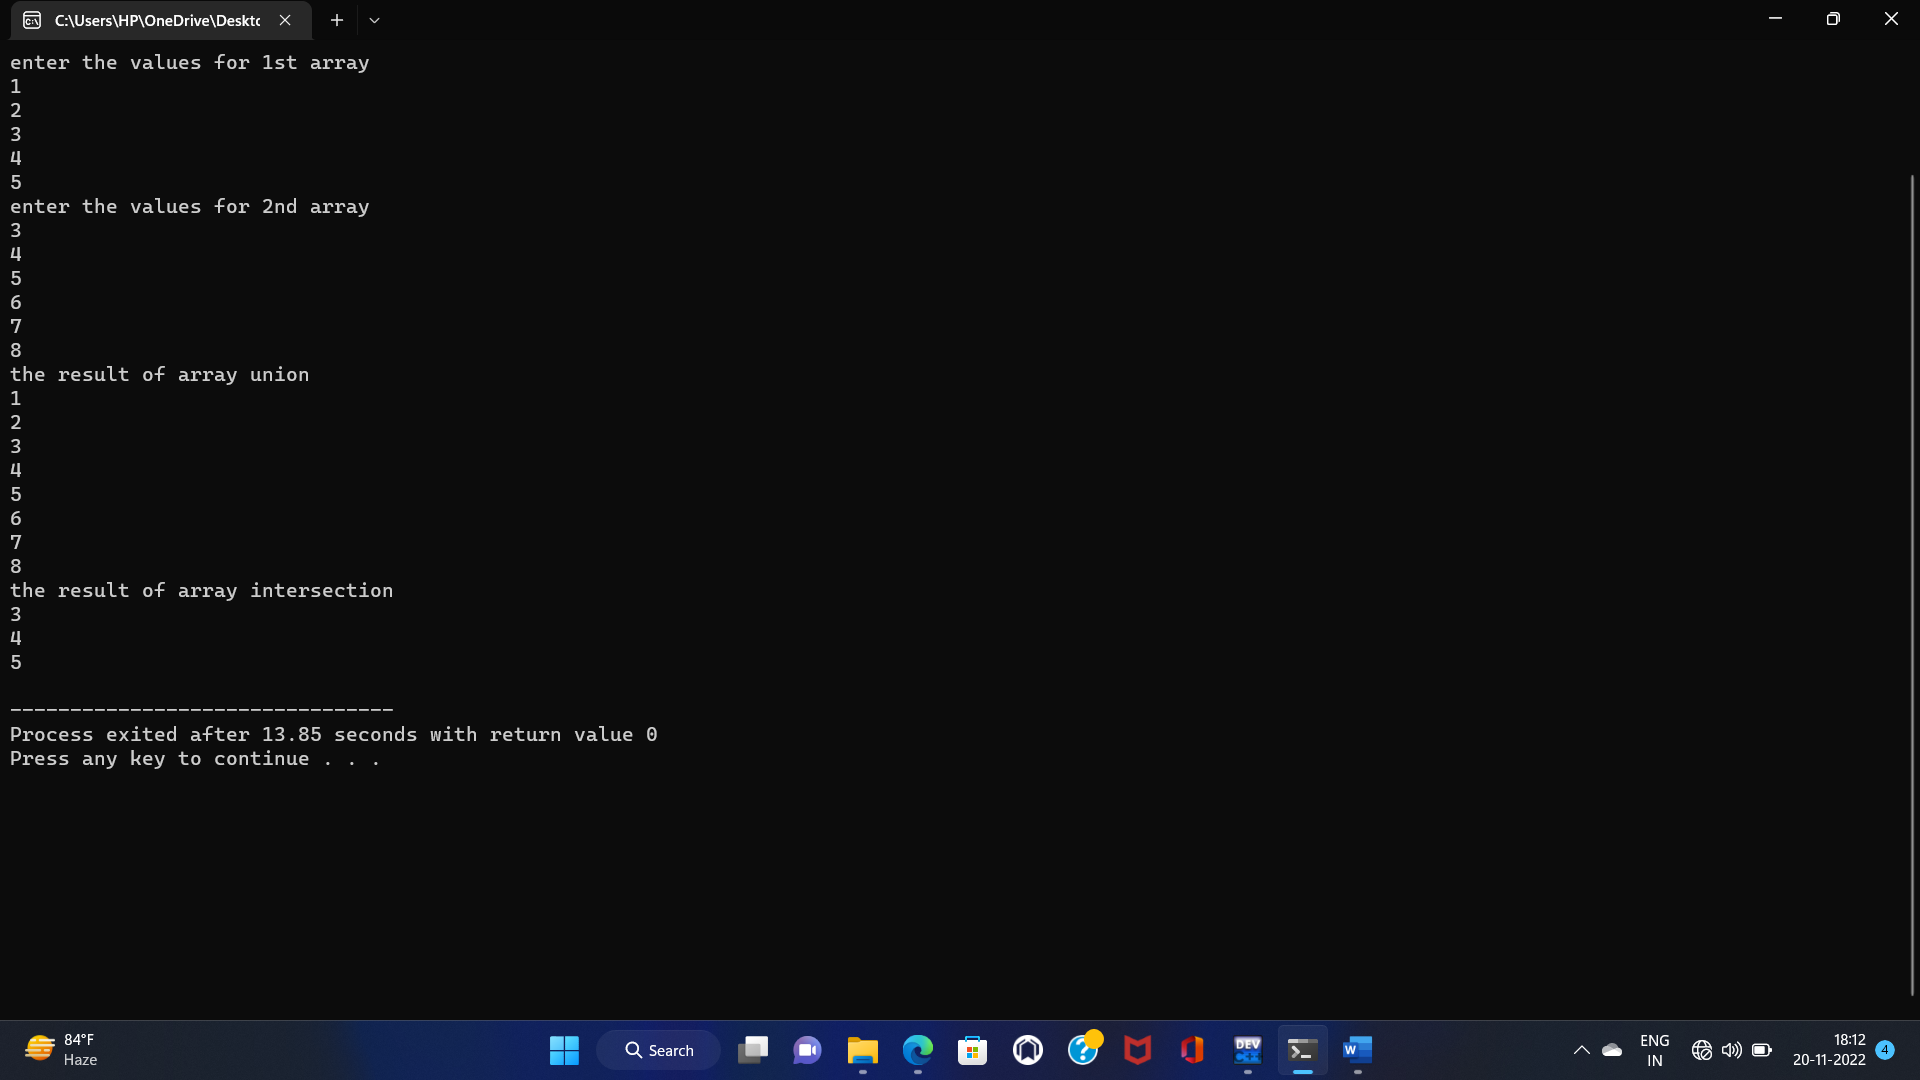 C:\Users\HP\OneDrive\Deskto
enter the values for 1st array
1
2
3
4
5
enter the values for 2nd array
3
4
5
6
7
8
the result of array union
1
2
3
4
5
6
7
8
the result of array intersection
3
4
5
--------------------------------
Process exited after 13.85 seconds with return value 0
Press any key to continue . . .
84°F
Haze
Search
DEV
C++
W
ENG
IN
18:12
20-11-2022
4